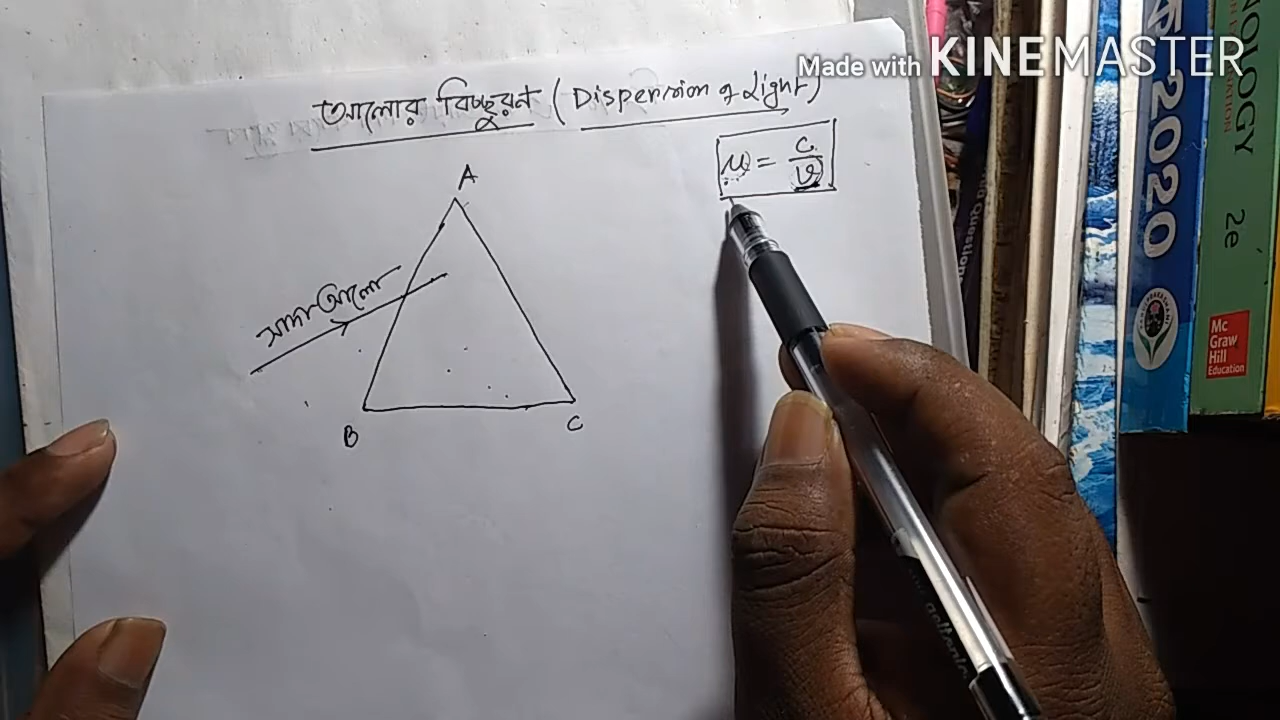 Made with KINEMASTER
আলোর বিচ্ছুরণ (Dispersion of Light)
μ = c/v
A
সাদা আলো
B
C
2020
OLOGY
2e
Mc
Graw
Hill
Education